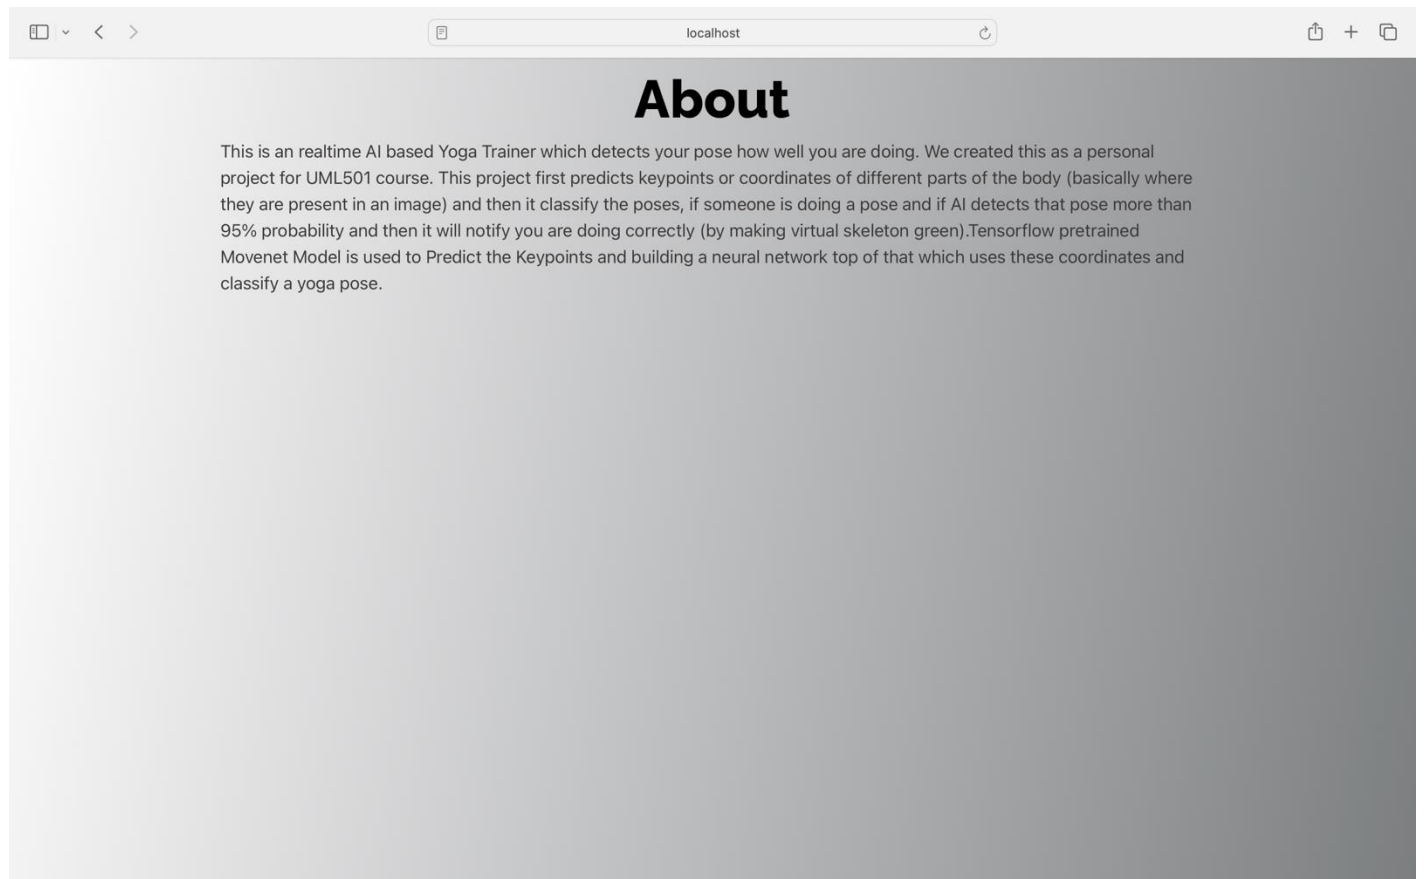 localhost
About
This is an realtime AI based Yoga Trainer which detects your pose how well you are doing. We created this as a personal
project for UML501 course. This project first predicts keypoints or coordinates of different parts of the body (basically where
they are present in an image) and then it classify the poses, if someone is doing a pose and if AI detects that pose more than
95% probability and then it will notify you are doing correctly (by making virtual skeleton green).Tensorflow pretrained
Movenet Model is used to Predict the Keypoints and building a neural network top of that which uses these coordinates and
classify a yoga pose.